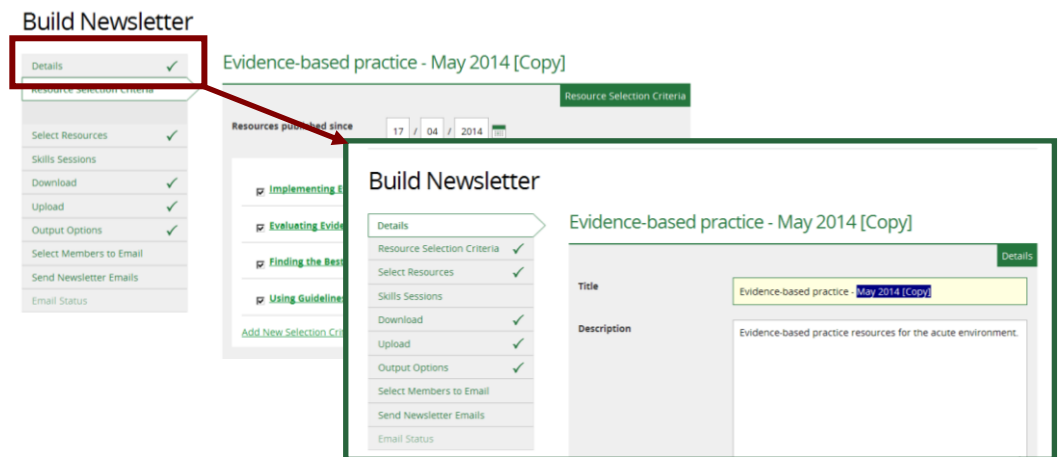 Build Newsletter
Details
Resource Selection Criteria
Select Resources
Skills Sessions
Download
Upload
Output Options
Select Members to Email
Send Newsletter Emails
Email Status
Evidence-based practice - May 2014 [Copy]
Resource Selection Criteria
Resources published since
17 / 04 / 2014
Implementing E
Evaluating Evide
Finding the Best
Using Guidelines
Add New Selection Cri
Build Newsletter
Details
Resource Selection Criteria
Select Resources
Skills Sessions
Download
Upload
Output Options
Select Members to Email
Send Newsletter Emails
Email Status
Evidence-based practice - May 2014 [Copy]
Details
Title
Evidence-based practice - May 2014 [Copy]
Description
Evidence-based practice resources for the acute environment.